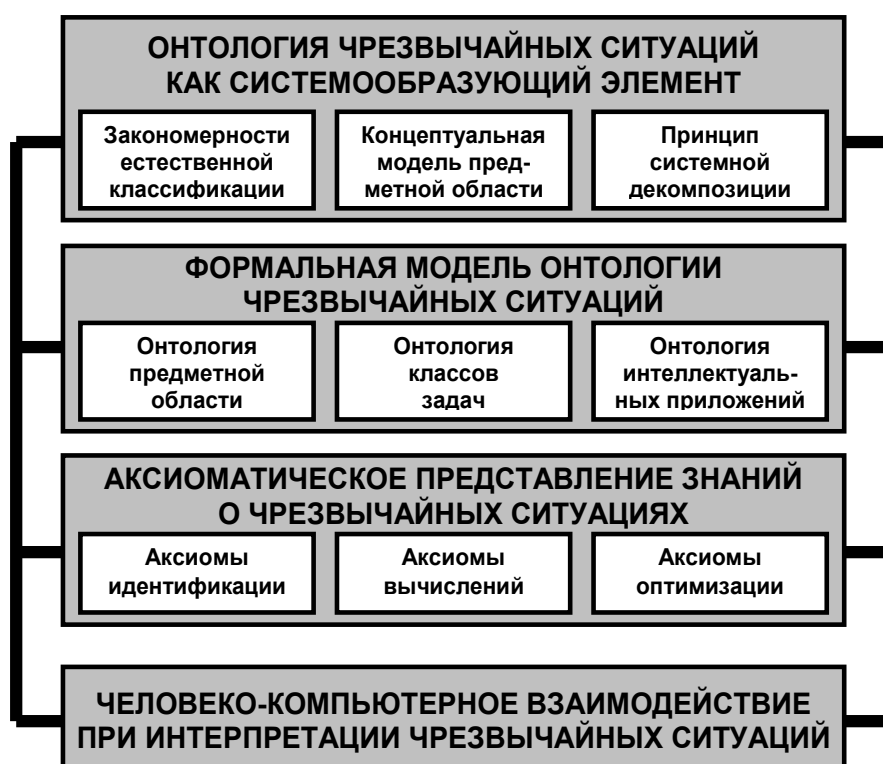 ОНТОЛОГИЯ ЧРЕЗВЫЧАЙНЫХ СИТУАЦИЙ
КАК СИСТЕМООБРАЗУЮЩИЙ ЭЛЕМЕНТ
Закономерности
естественной
классификации
Концептуальная
модель пред-
метной области
Принцип
системной
декомпозиции
ФОРМАЛЬНАЯ МОДЕЛЬ ОНТОЛОГИИ
ЧРЕЗВЫЧАЙНЫХ СИТУАЦИЙ
Онтология
предметной
области
Онтология
классов
задач
Онтология
интеллектуаль-
ных приложений
АКСИОМАТИЧЕСКОЕ ПРЕДСТАВЛЕНИЕ ЗНАНИЙ
О ЧРЕЗВЫЧАЙНЫХ СИТУАЦИЯХ
Аксиомы
идентификации
Аксиомы
вычислений
Аксиомы
оптимизации
ЧЕЛОВЕКО-КОМПЬЮТЕРНОЕ ВЗАИМОДЕЙСТВИЕ
ПРИ ИНТЕРПРЕТАЦИИ ЧРЕЗВЫЧАЙНЫХ СИТУАЦИЙ